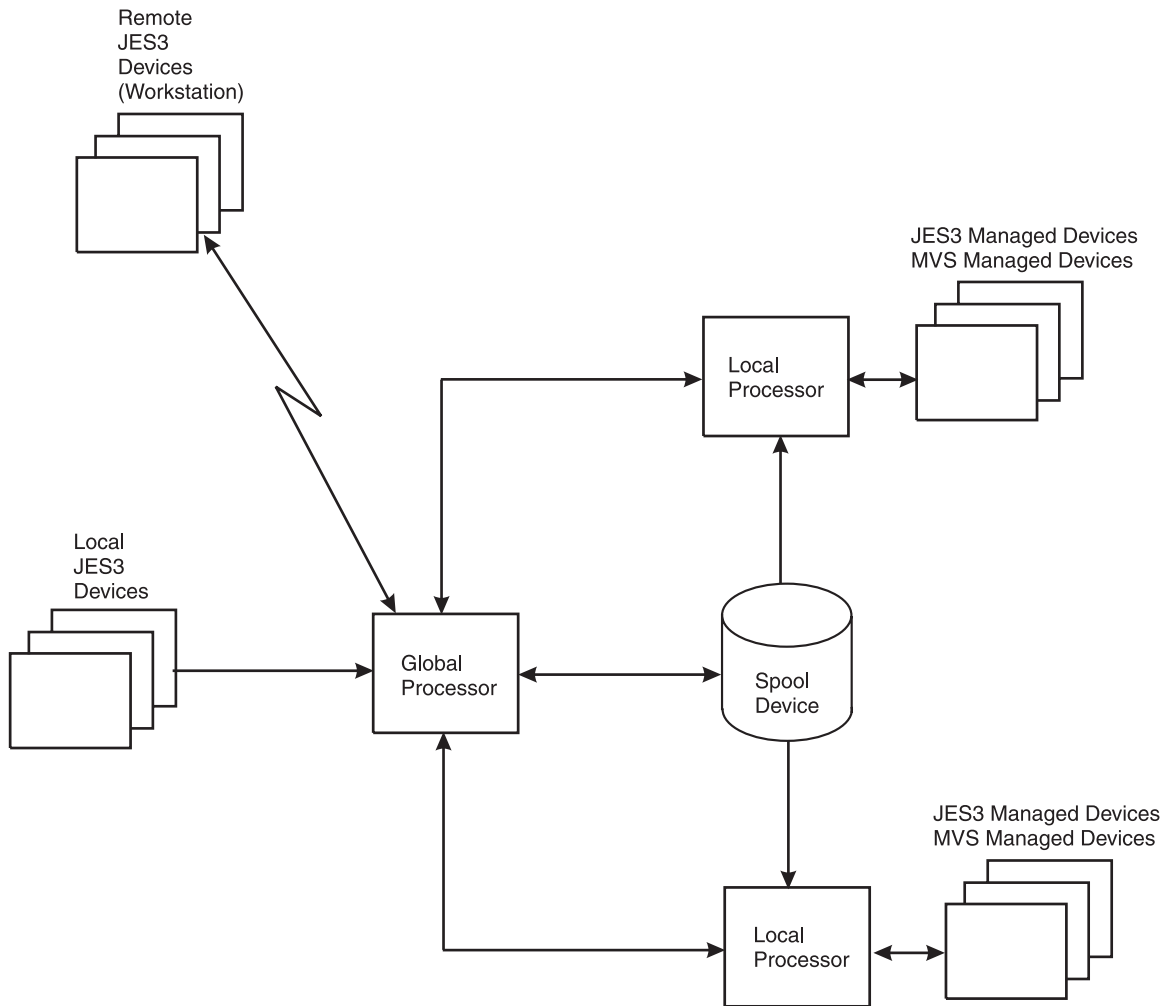 Remote
JES3
Devices
(Workstation)
JES3 Managed Devices
MVS Managed Devices
Local
Processor
Local
JES3
Devices
Global
Processor
Spool
Device
JES3 Managed Devices
MVS Managed Devices
Local
Processor